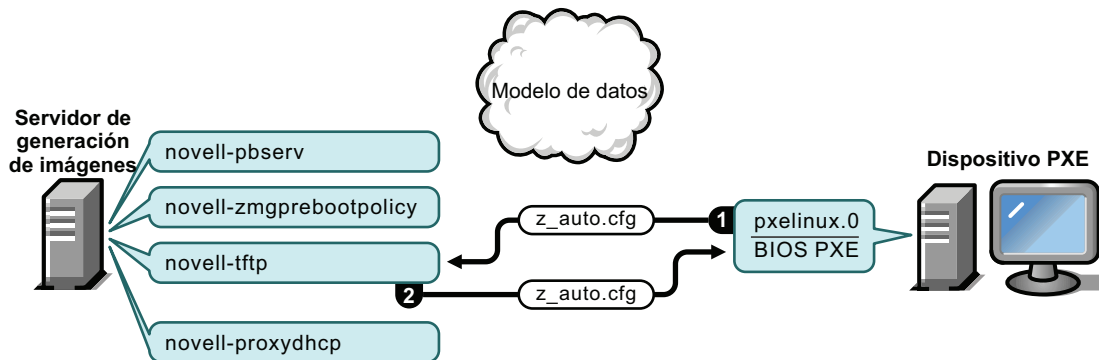 Modelo de datos
Servidor de
generación
de imágenes
novell-pbserv
novell-zmgprebootpolicy
novell-tftp
novell-proxydhcp
1
z_auto.cfg
2
z_auto.cfg
pxelinux.0
BIOS PXE
Dispositivo PXE